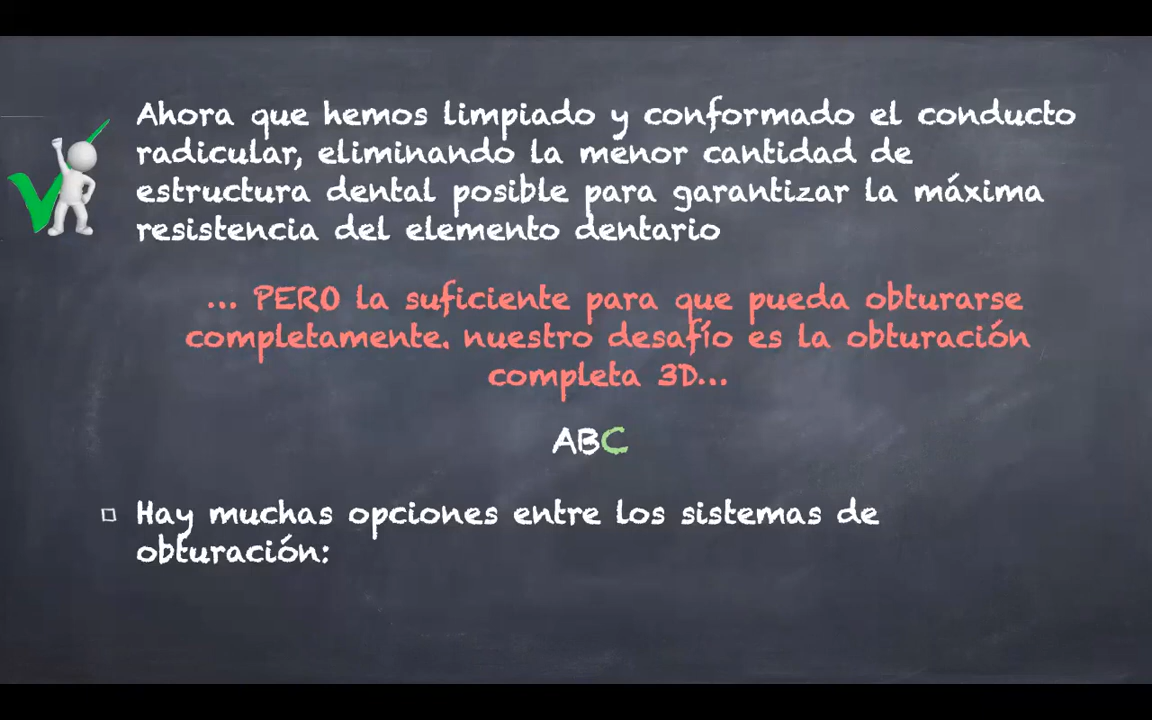 Ahora que hemos limpiado y conformado el conducto
radicular, eliminando la menor cantidad de
estructura dental posible para garantizar la máxima
resistencia del elemento dentario
... PERO la suficiente para que pueda obturarse
completamente. nuestro desafío es la obturación
completa 3D...
ABC
Hay muchas opciones entre los sistemas de
obturación: